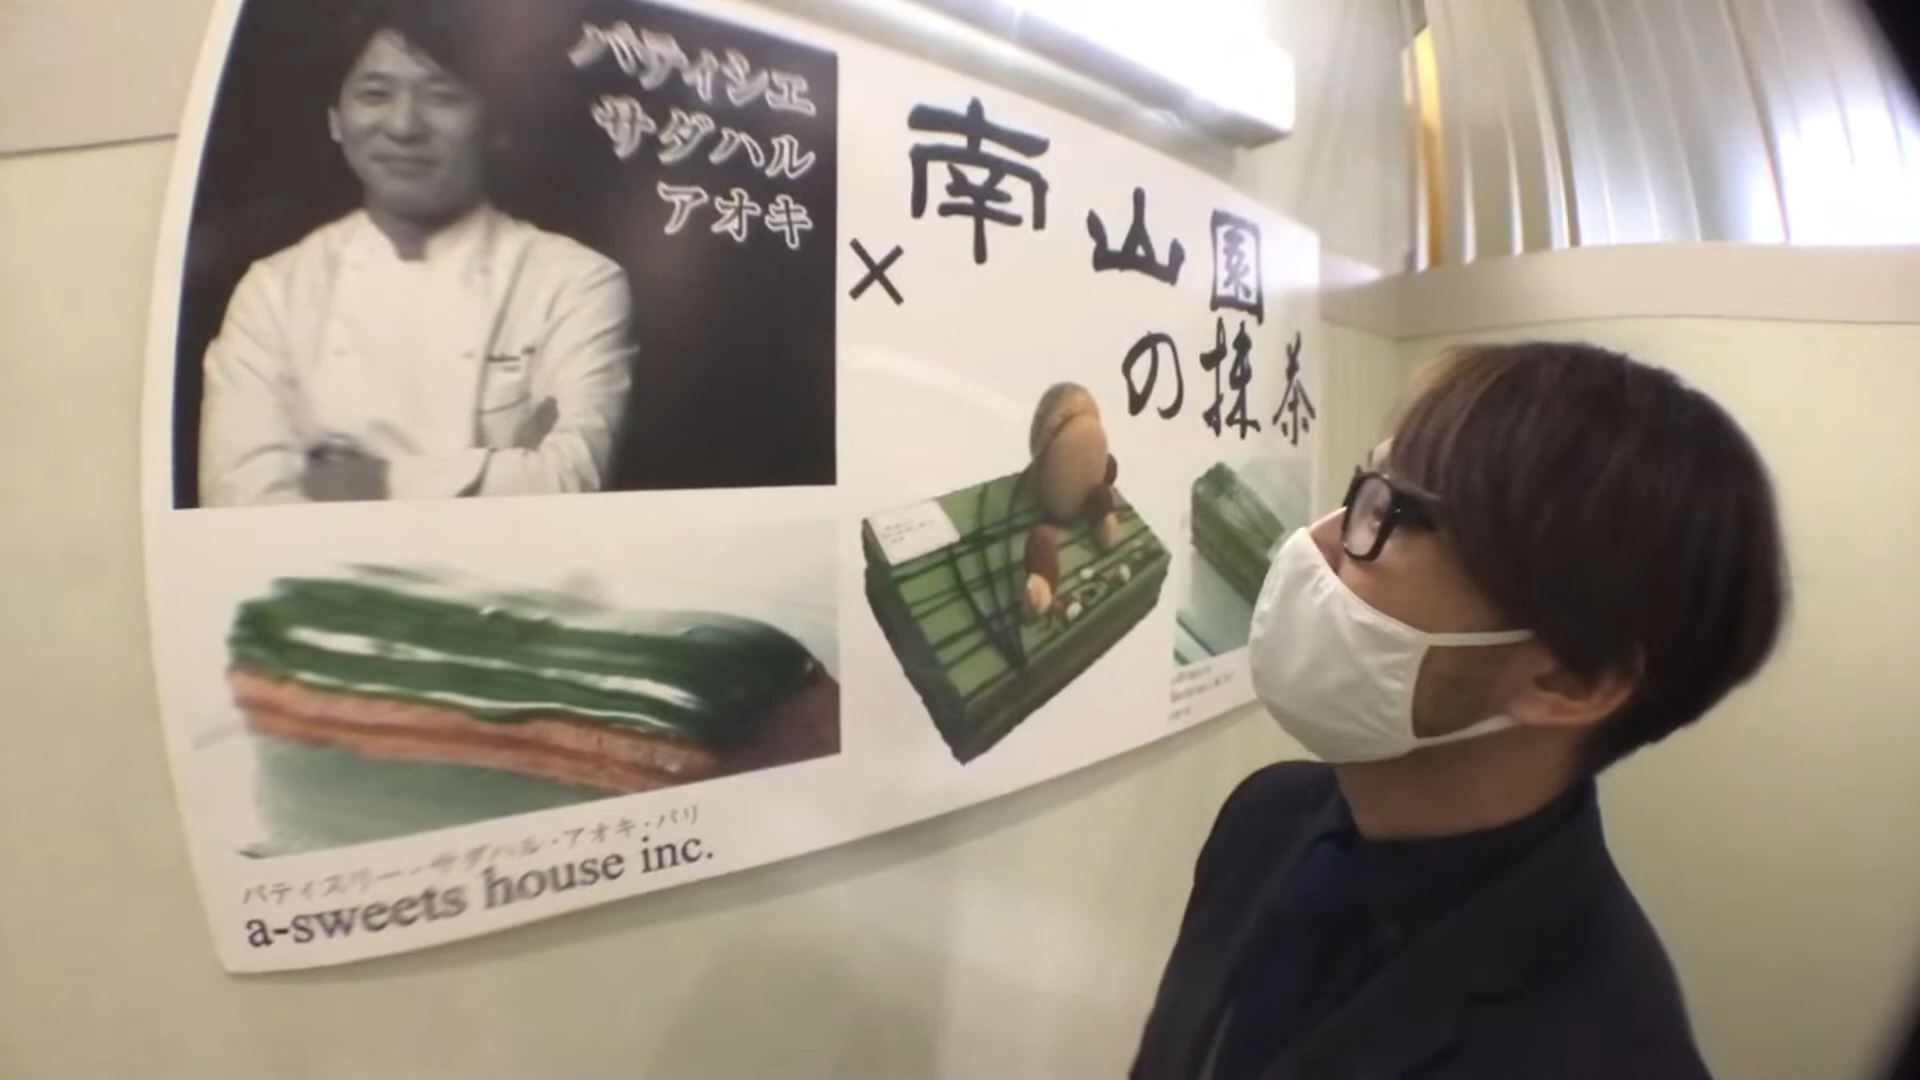 パティシエ
サダハル
アオキ
×
南山園
の抹茶
パティスリー・サダハル・アオキ・パリ
a-sweets house inc.